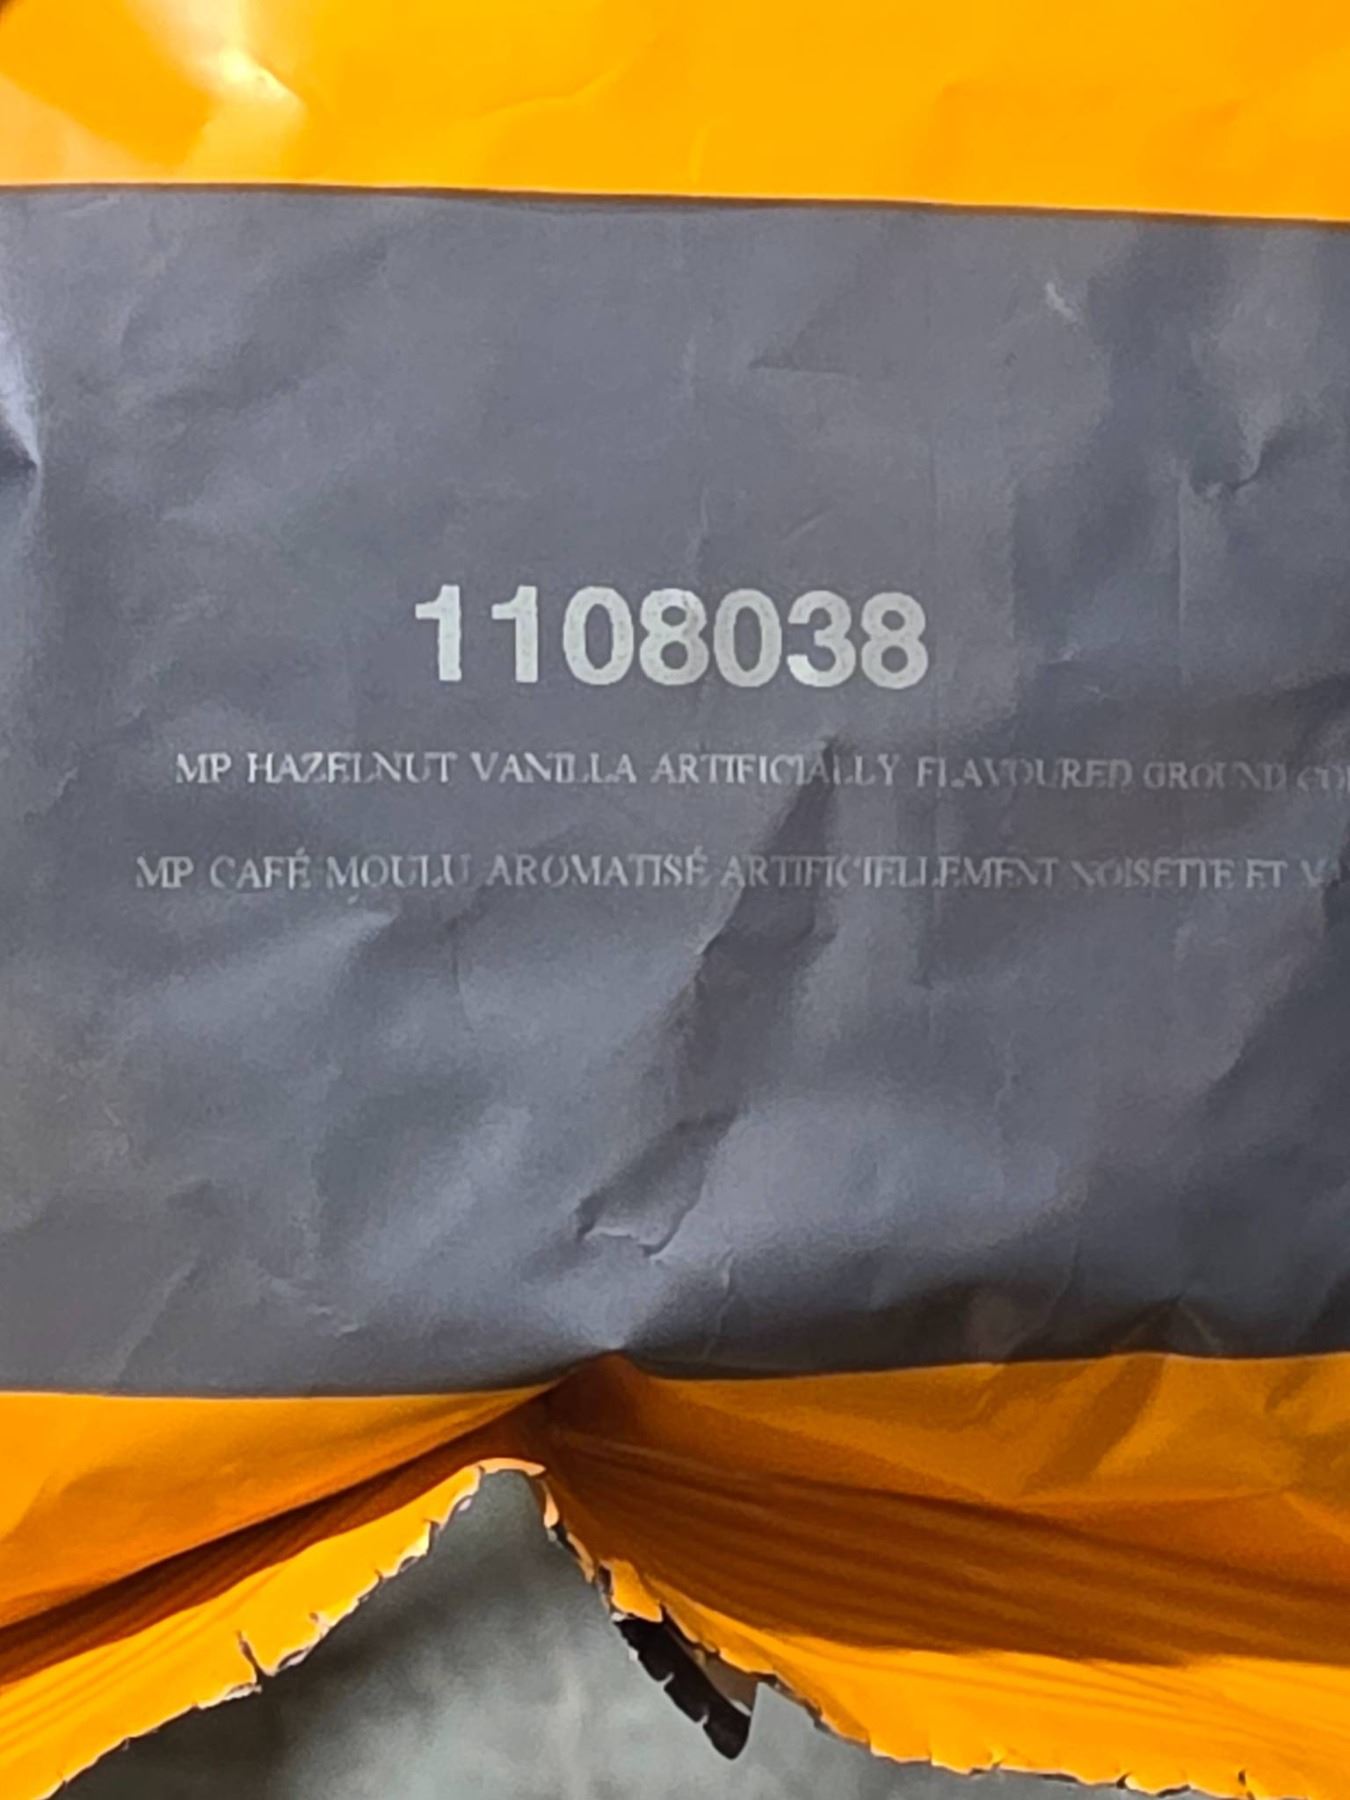 1108038
MP HAZELNUT VANILLA ARTIFICIALLY FLAVOURED GROUND
MP CAFÉ MOULU AROMATISÉ ARTIFICIELLEMENT NOISETTE ET